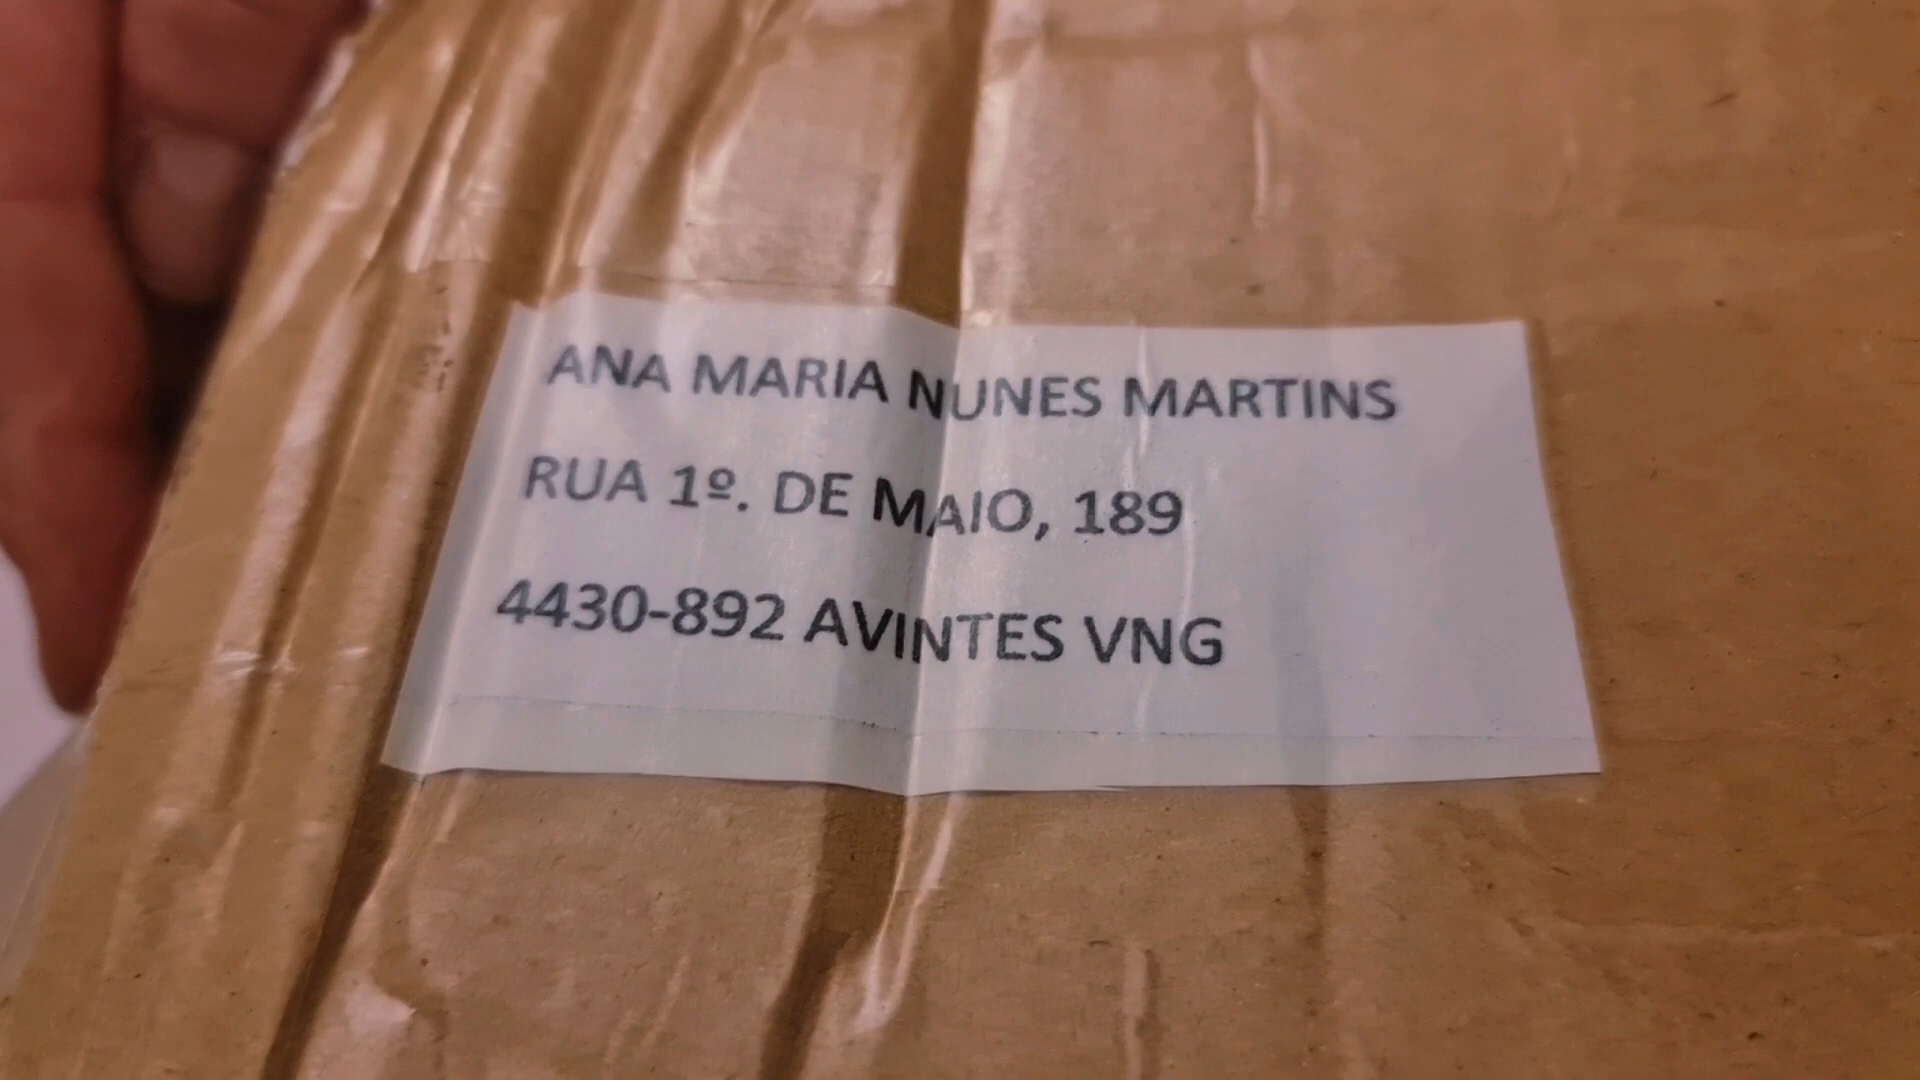 ANA MARIA NUNES MARTINS
RUA 1º. DE MAIO, 189
4430-892 AVINTES VNG